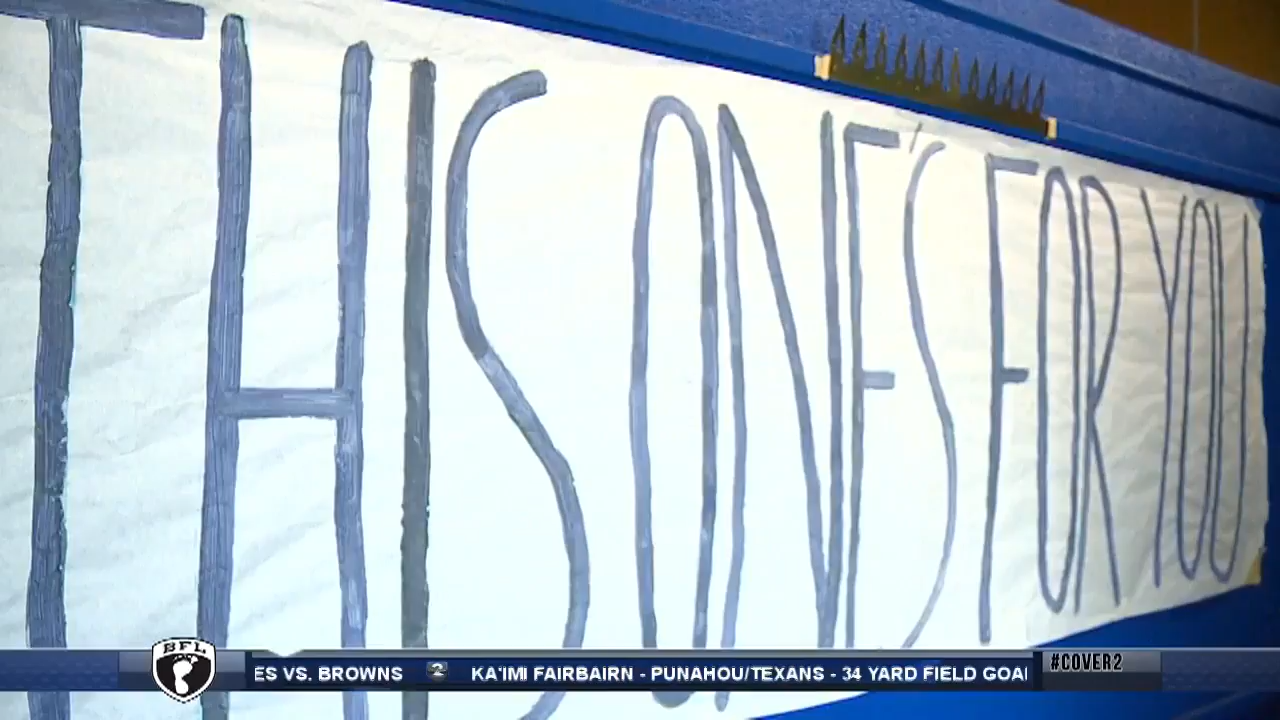 THIS ONE'S FOR YOU
BFL
ES VS. BROWNS 2 KA'IMI FAIRBAIRN - PUNAHOU/TEXANS - 34 YARD FIELD GOAL
#COVER2